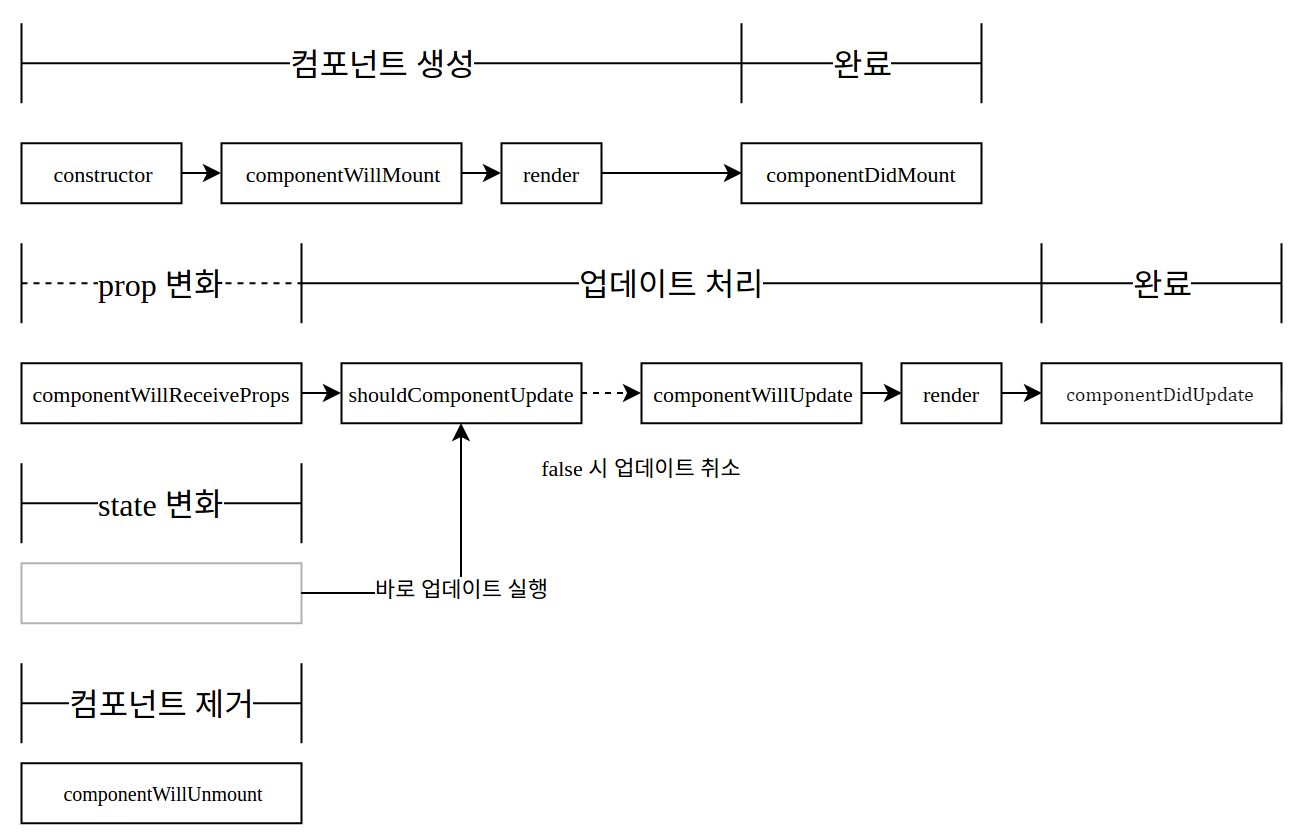 컴포넌트 생성
완료
constructor
componentWillMount
render
componentDidMount
prop 변화
업데이트 처리
완료
componentWillReceiveProps
shouldComponentUpdate
componentWillUpdate
render
componentDidUpdate
false 시 업데이트 취소
state 변화
바로 업데이트 실행
컴포넌트 제거
componentWillUnmount